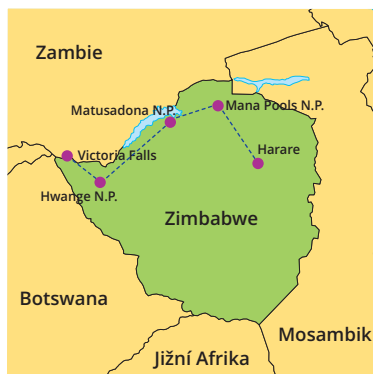 Zambie
Matusadona N.P.
Mana Pools N.P.
Harare
Victoria Falls
Hwange N.P.
Zimbabwe
Botswana
Mosambik
Jižní Afrika